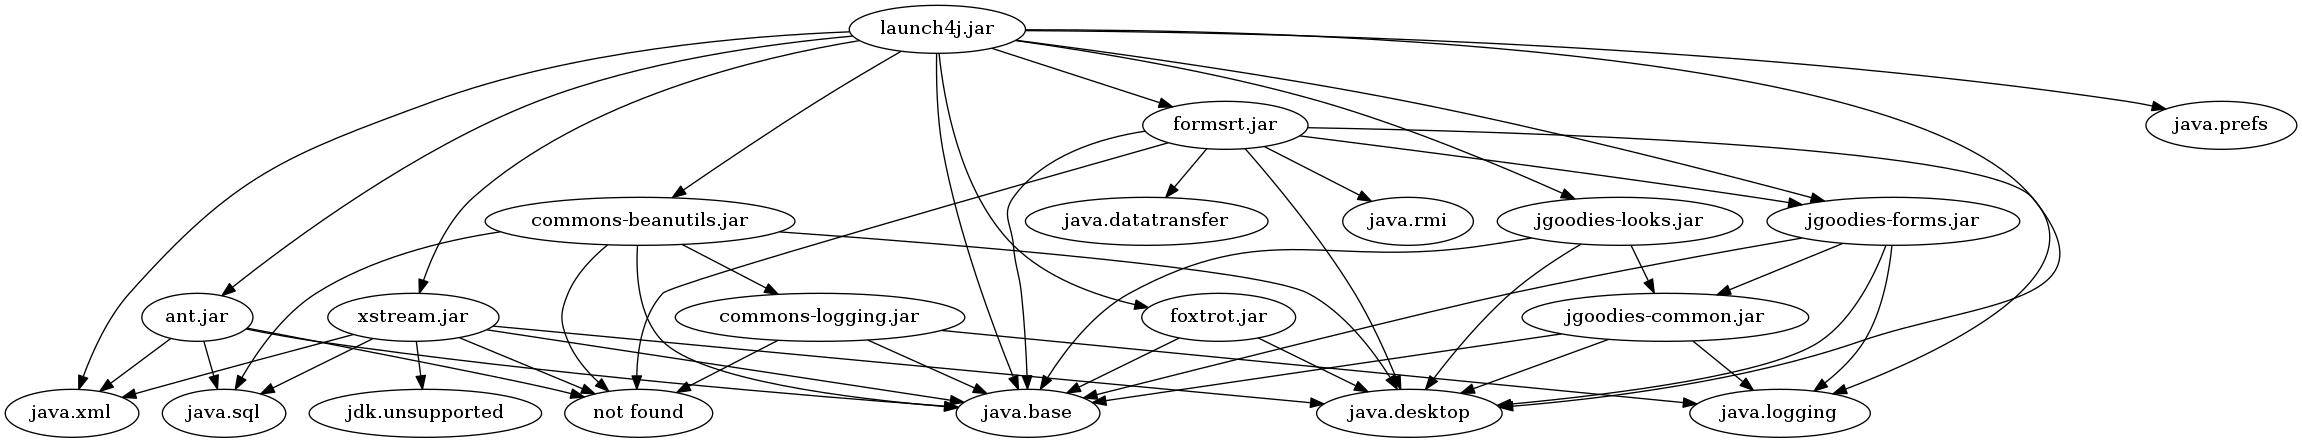 launch4j.jar
formsrt.jar
java.prefs
commons-beanutils.jar
java.datatransfer
java.rmi
jgoodies-looks.jar
jgoodies-forms.jar
ant.jar
xstream.jar
commons-logging.jar
foxtrot.jar
jgoodies-common.jar
java.xml
java.sql
jdk.unsupported
not found
java.base
java.desktop
java.logging